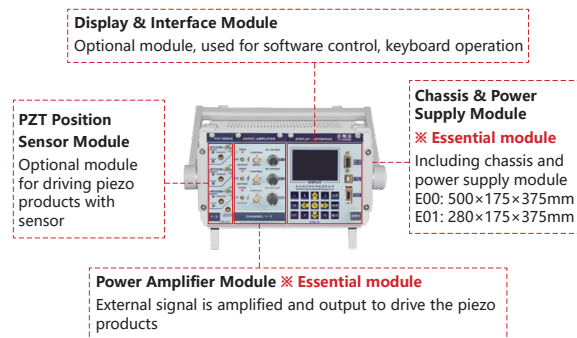 Display & Interface Module
Optional module, used for software control, keyboard operation
PZT Position
Sensor Module
Optional module
for driving piezo
products with
sensor
Chassis & Power
Supply Module
※ Essential module
Including chassis and
power supply module
E00: 500×175×375mm
E01: 280×175×375mm
Power Amplifier Module ※ Essential module
External signal is amplified and output to drive the piezo
products